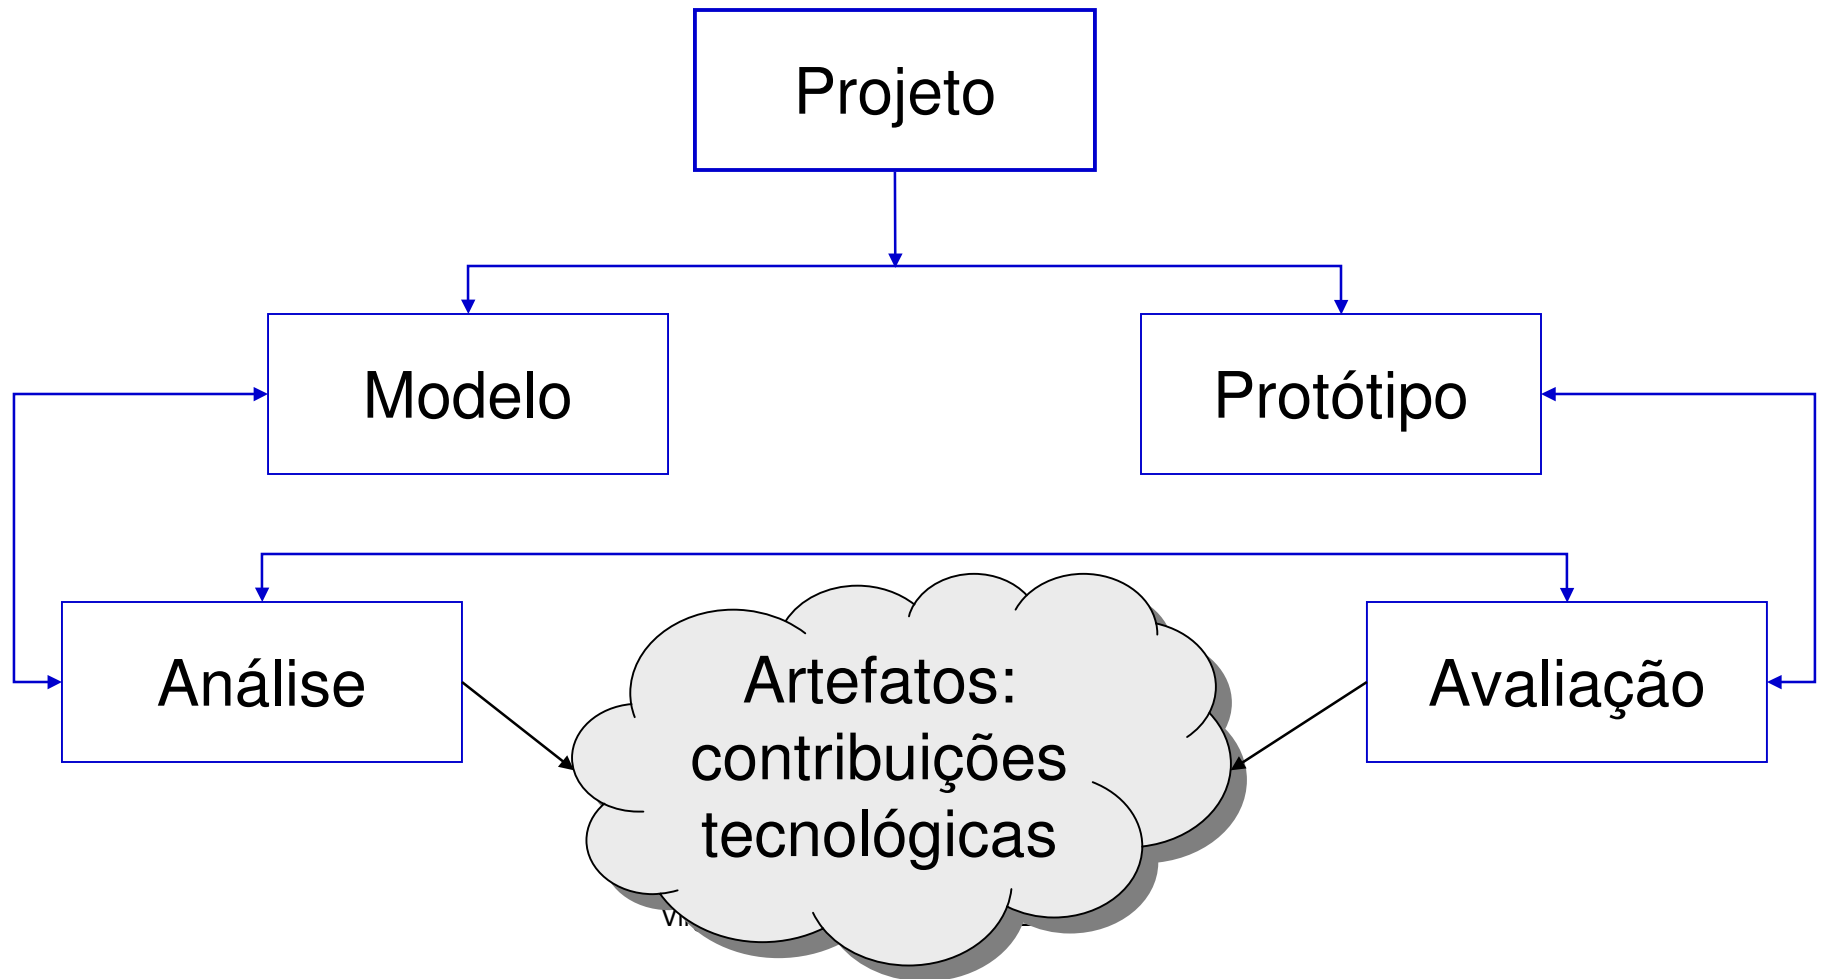 Projeto
Modelo
Protótipo
Análise
Artefatos:
contribuições
tecnológicas
Avaliação